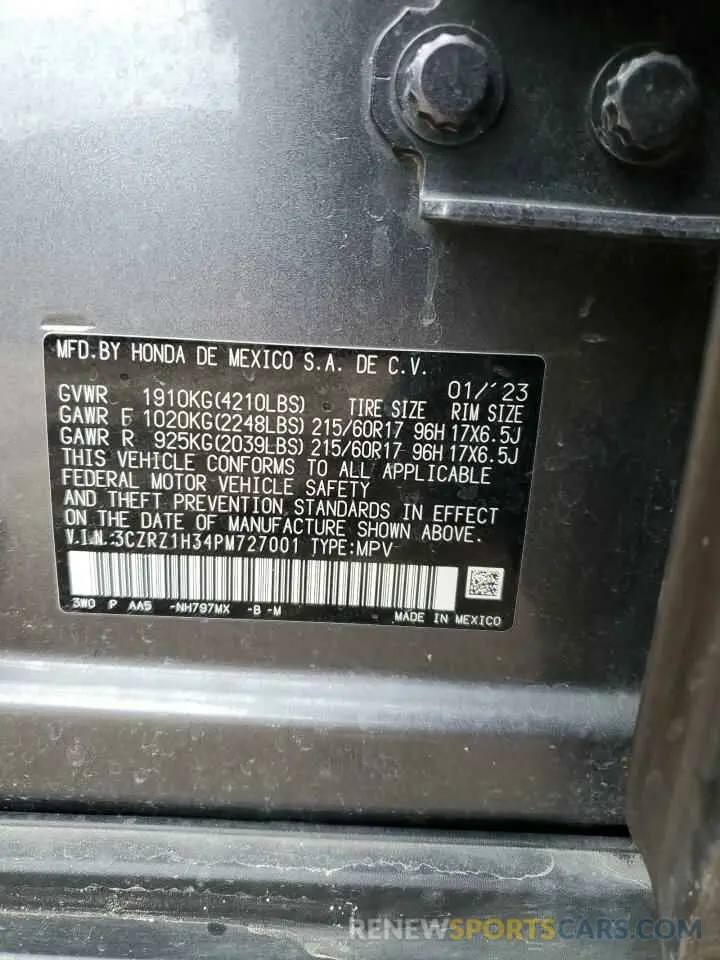 MFD.BY HONDA DE MEXICO S.A. DE C.V.
01/'23
GVWR 1910KG(4210LBS) TIRE SIZE RIM SIZE
GAWR F 1020KG(2248LBS) 215/60R17 96H 17X6.5J
GAWR R 925KG(2039LBS) 215/60R17 96H 17X6.5J
THIS VEHICLE CONFORMS TO ALL APPLICABLE
FEDERAL MOTOR VEHICLE SAFETY
AND THEFT PREVENTION STANDARDS IN EFFECT
ON THE DATE OF MANUFACTURE SHOWN ABOVE.
V.I.N.:3CZRZ1H34PM727001 TYPE:MPV
3W0 P AA5 -NH797MX -B -M MADE IN MEXICO
RENEWSPORTSCARS.COM